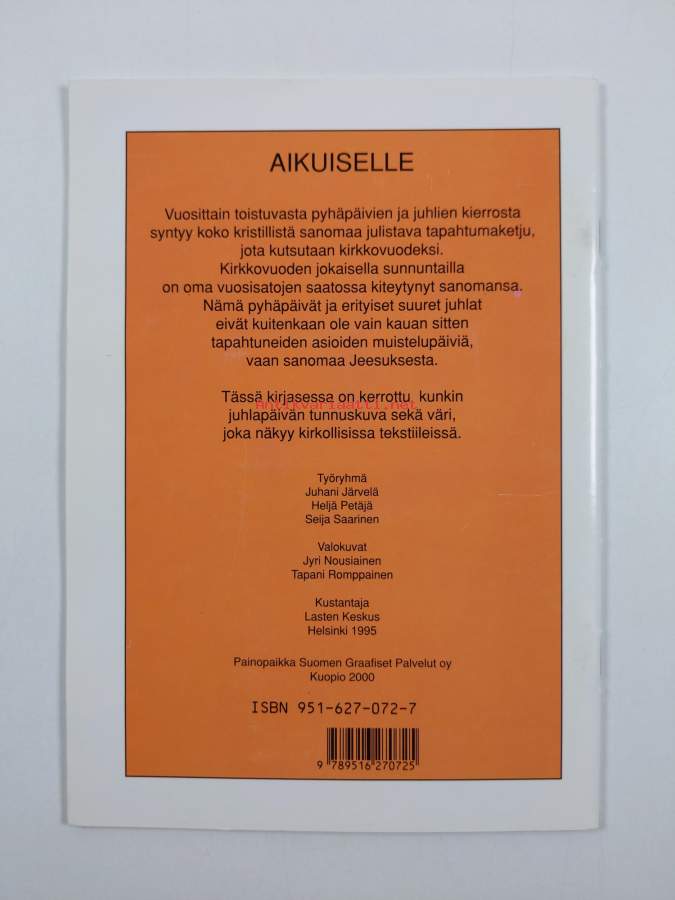 AIKUISELLE
Vuosittain toistuvasta pyhäpäivien ja juhlien kierrosta
syntyy koko kristillistä sanomaa julistava tapahtumaketju,
jota kutsutaan kirkkovuodeksi.
Kirkkovuoden jokaisella sunnuntailla
on oma vuosisatojen saatossa kiteytynyt sanomansa.
Nämä pyhäpäivät ja erityiset suuret juhlat
eivät kuitenkaan ole vain kauan sitten
tapahtuneiden asioiden muistelupäiviä,
vaan sanomaa Jeesuksesta.
Tässä kirjasessa on kerrottu kunkin
Antikvariaatti.net
juhlapäivän tunnuskuva sekä väri,
joka näkyy kirkollisissa tekstiileissä.
Työryhmä
Juhani Järvelä
Heljä Petäjä
Seija Saarinen
Valokuvat
Jyri Nousiainen
Tapani Romppainen
Kustantaja
Lasten Keskus
Helsinki 1995
Painopaikka Suomen Graafiset Palvelut oy
Kuopio 2000
ISBN 951-627-072-7
9 789516 270725